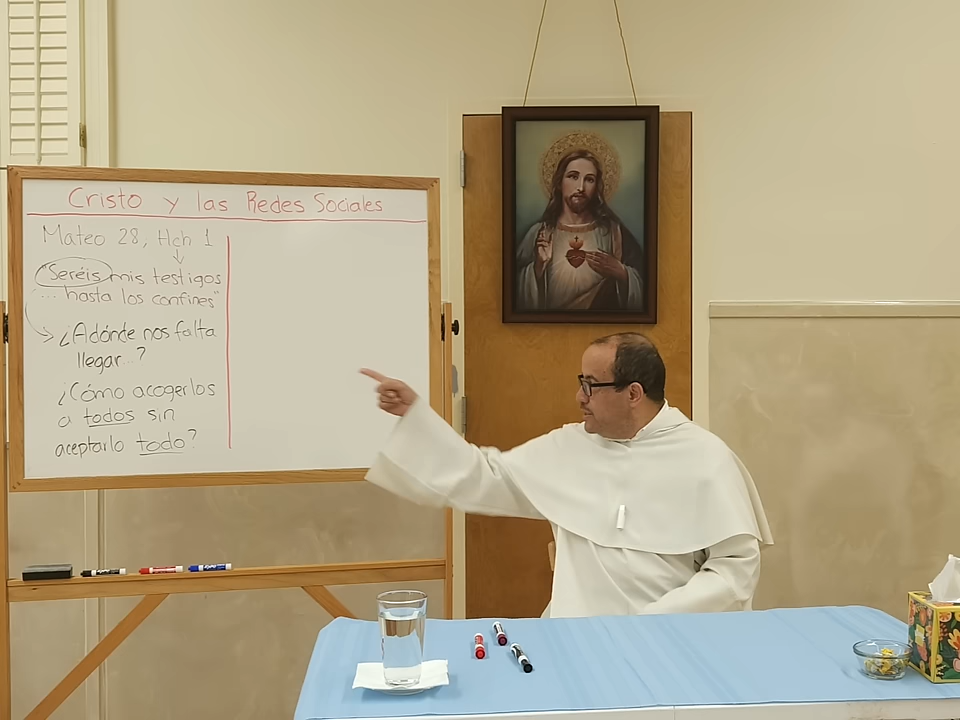 Cristo y las Redes Sociales
Mateo 28, Hch 1
"Seréis mis testigos
... hasta los confines"
¿Adónde nos falta
llegar...?
¿Cómo acogerlos
a todos sin
aceptarlo todo?